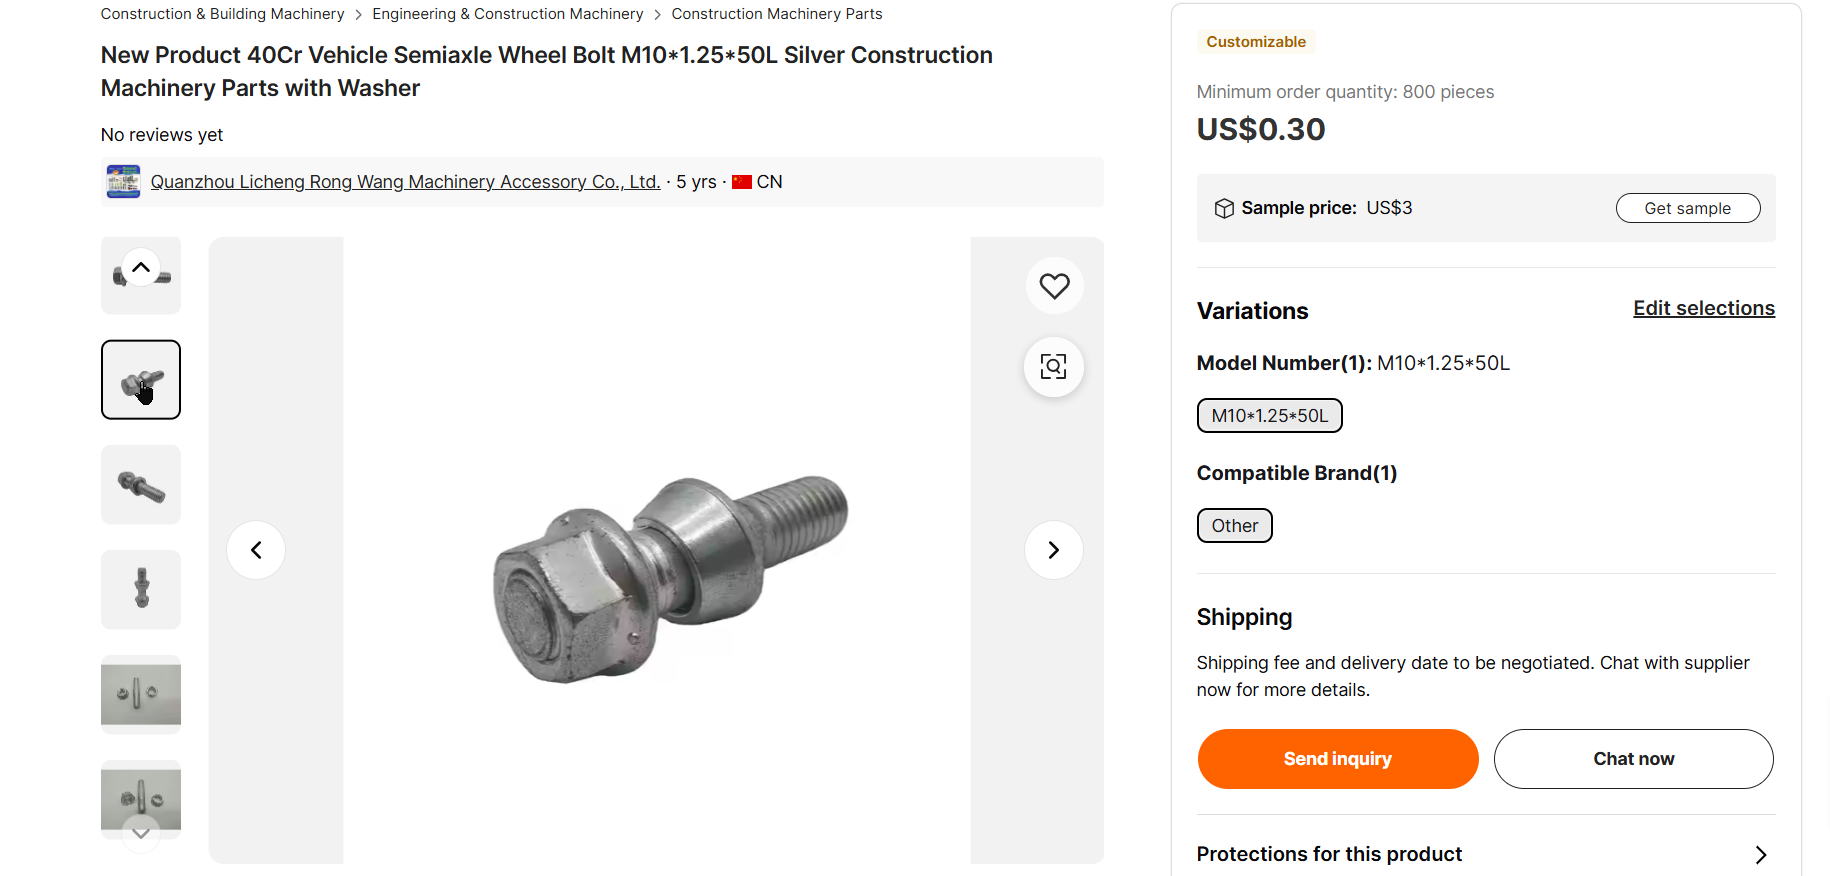 Construction & Building Machinery > Engineering & Construction Machinery > Construction Machinery Parts
New Product 40Cr Vehicle Semiaxle Wheel Bolt M10*1.25*50L Silver Construction
Machinery Parts with Washer
No reviews yet
Quanzhou Licheng Rong Wang Machinery Accessory Co., Ltd. · 5 yrs · CN
Customizable
Minimum order quantity: 800 pieces
US$0.30
Sample price: US$3
Get sample
Variations
Edit selections
Model Number(1): M10*1.25*50L
M10*1.25*50L
Compatible Brand(1)
Other
Shipping
Shipping fee and delivery date to be negotiated. Chat with supplier
now for more details.
Send inquiry
Chat now
Protections for this product